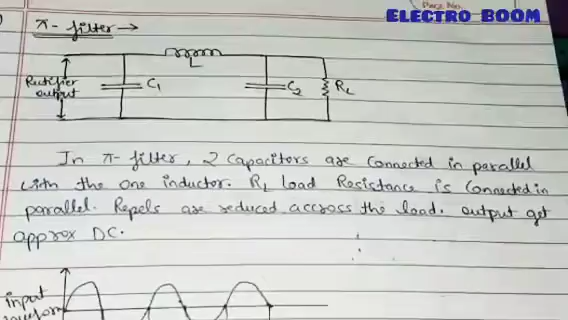 Page No.
ELECTRO BOOM
π-filter →
L
Rectifier
output
C1
C2
RL
In π-filter, 2 capacitors are connected in parallel
with the one inductor. RL Load Resistance is connected in
parallel. Repels are reduced accross the load. output get
approx DC.
input